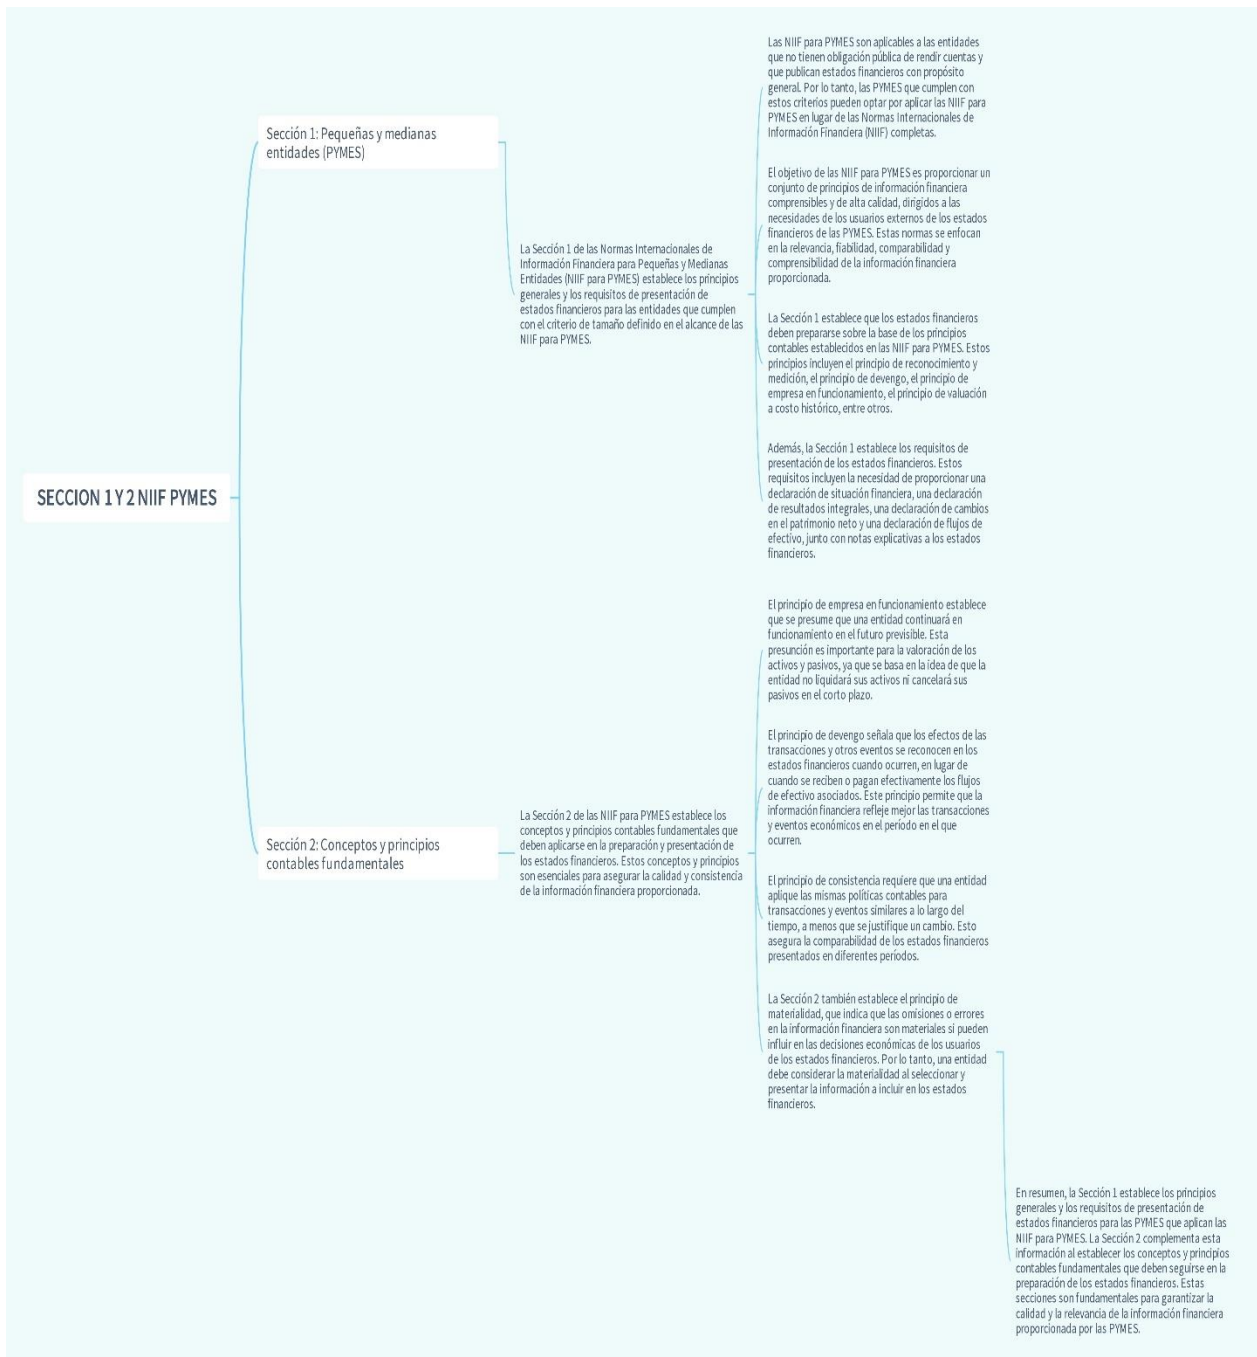 SECCION 1 Y 2 NIIF PYMES
Sección 1: Pequeñas y medianas
entidades (PYMES)
La Sección 1 de las Normas Internacionales de
Información Financiera para Pequeñas y Medianas
Entidades (NIIF para PYMES) establece los principios
generales y los requisitos de presentación de
estados financieros para las entidades que cumplen
con el criterio de tamaño definido en el alcance de las
NIIF para PYMES.
Las NIIF para PYMES son aplicables a las entidades
que no tienen obligación pública de rendir cuentas y
que publican estados financieros con propósito
general. Por lo tanto, las PYMES que cumplen con
estos criterios pueden optar por aplicar las NIIF para
PYMES en lugar de las Normas Internacionales de
Información Financiera (NIIF) completas.
El objetivo de las NIIF para PYMES es proporcionar un
conjunto de principios de información financiera
comprensibles y de alta calidad, dirigidos a las
necesidades de los usuarios externos de los estados
financieros de las PYMES. Estas normas se enfocan
en la relevancia, fiabilidad, comparabilidad y
comprensibilidad de la información financiera
proporcionada.
La Sección 1 establece que los estados financieros
deben prepararse sobre la base de los principios
contables establecidos en las NIIF para PYMES. Estos
principios incluyen el principio de reconocimiento y
medición, el principio de devengo, el principio de
empresa en funcionamiento, el principio de valuación
a costo histórico, entre otros.
Además, la Sección 1 establece los requisitos de
presentación de los estados financieros. Estos
requisitos incluyen la necesidad de proporcionar una
declaración de situación financiera, una declaración
de resultados integrales, una declaración de cambios
en el patrimonio neto y una declaración de flujos de
efectivo, junto con notas explicativas a los estados
financieros.
Sección 2: Conceptos y principios
contables fundamentales
La Sección 2 de las NIIF para PYMES establece los
conceptos y principios contables fundamentales que
deben aplicarse en la preparación y presentación de
los estados financieros. Estos conceptos y principios
son esenciales para asegurar la calidad y consistencia
de la información financiera proporcionada.
El principio de empresa en funcionamiento establece
que se presume que una entidad continuará en
funcionamiento en el futuro previsible. Esta
presunción es importante para la valoración de los
activos y pasivos, ya que se basa en la idea de que la
entidad no liquidará sus activos ni cancelará sus
pasivos en el corto plazo.
El principio de devengo señala que los efectos de las
transacciones y otros eventos se reconocen en los
estados financieros cuando ocurren, en lugar de
cuando se reciben o pagan efectivamente los flujos
de efectivo asociados. Este principio permite que la
información financiera refleje mejor las transacciones
y eventos económicos en el período en el que
ocurren.
El principio de consistencia requiere que una entidad
aplique las mismas políticas contables para
transacciones y eventos similares a lo largo del
tiempo, a menos que se justifique un cambio. Esto
asegura la comparabilidad de los estados financieros
presentados en diferentes períodos.
La Sección 2 también establece el principio de
materialidad, que indica que las omisiones o errores
en la información financiera son materiales si pueden
influir en las decisiones económicas de los usuarios
de los estados financieros. Por lo tanto, una entidad
debe considerar la materialidad al seleccionar y
presentar la información a incluir en los estados
financieros.
En resumen, la Sección 1 establece los principios
generales y los requisitos de presentación de
estados financieros para las PYMES que aplican las
NIIF para PYMES. La Sección 2 complementa esta
información al establecer los conceptos y principios
contables fundamentales que deben seguirse en la
preparación de los estados financieros. Estas
secciones son fundamentales para garantizar la
calidad y la relevancia de la información financiera
proporcionada por las PYMES.